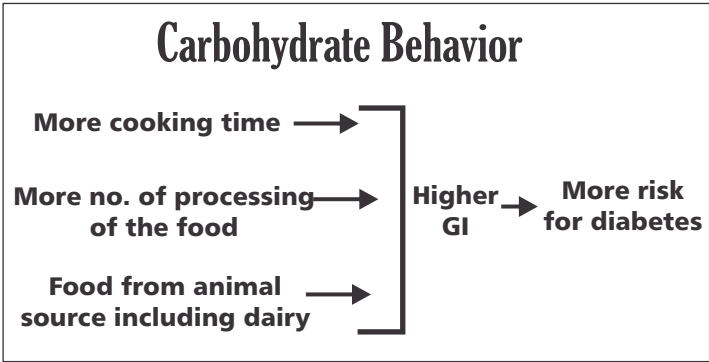 Carbohydrate Behavior
More cooking time
More no. of processing
of the food
Food from animal
source including dairy
Higher
GI
More risk
for diabetes